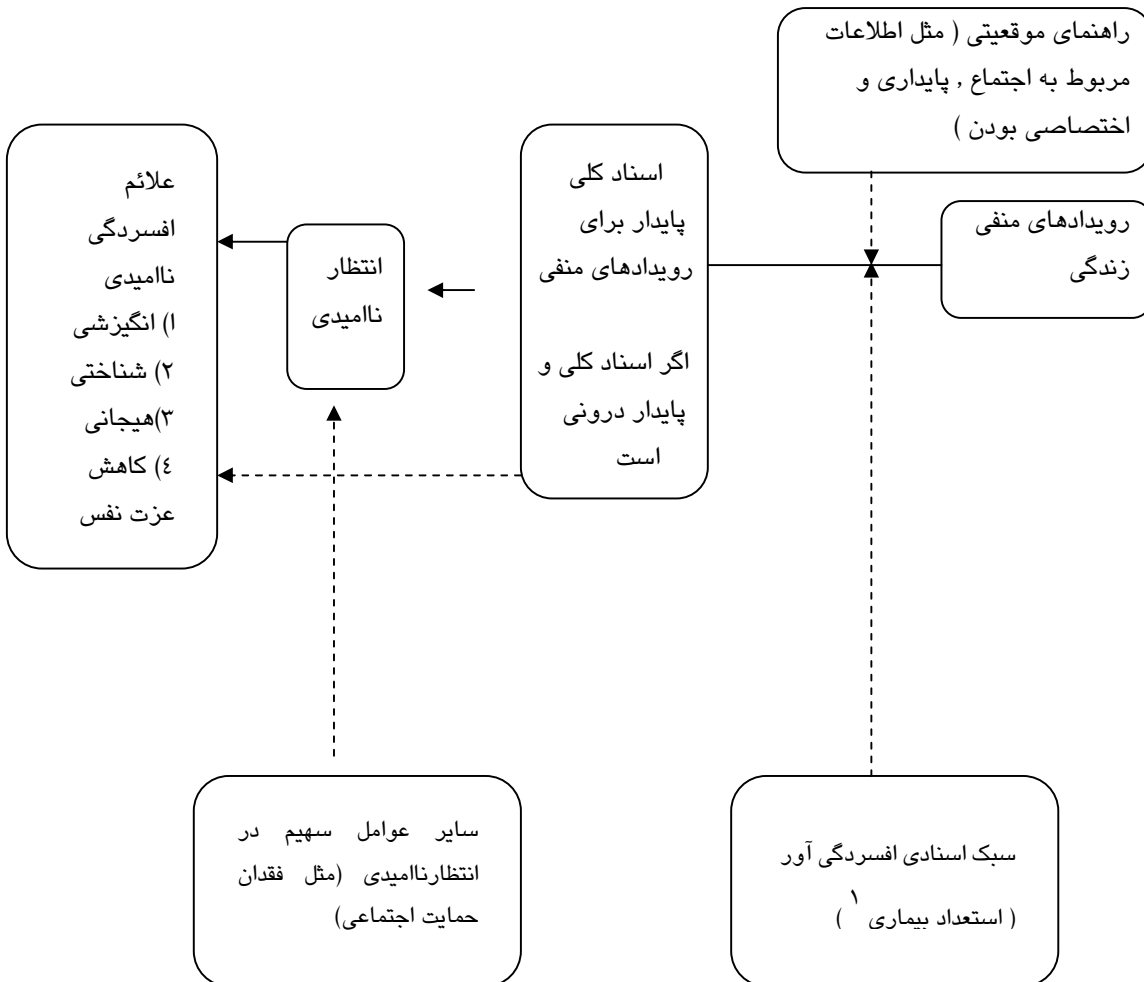 راهنمای موقعیتی ( مثل اطلاعات
مربوط به اجتماع , پایداری و
اختصاصی بودن )
رویدادهای منفی
زندگی
اسناد کلی
پایدار برای
رویدادهای منفی
اگر اسناد کلی و
پایدار درونی
است
انتظار
ناامیدی
علائم
افسردگی
ناامیدی
۱) انگیزشی
۲) شناختی
۳)هیجانی
٤) کاهش
عزت نفس
سبک اسنادی افسردگی آور
( استعداد بیماری ۱ )
سایر عوامل سهیم در
انتظارناامیدی (مثل فقدان
حمایت اجتماعی)